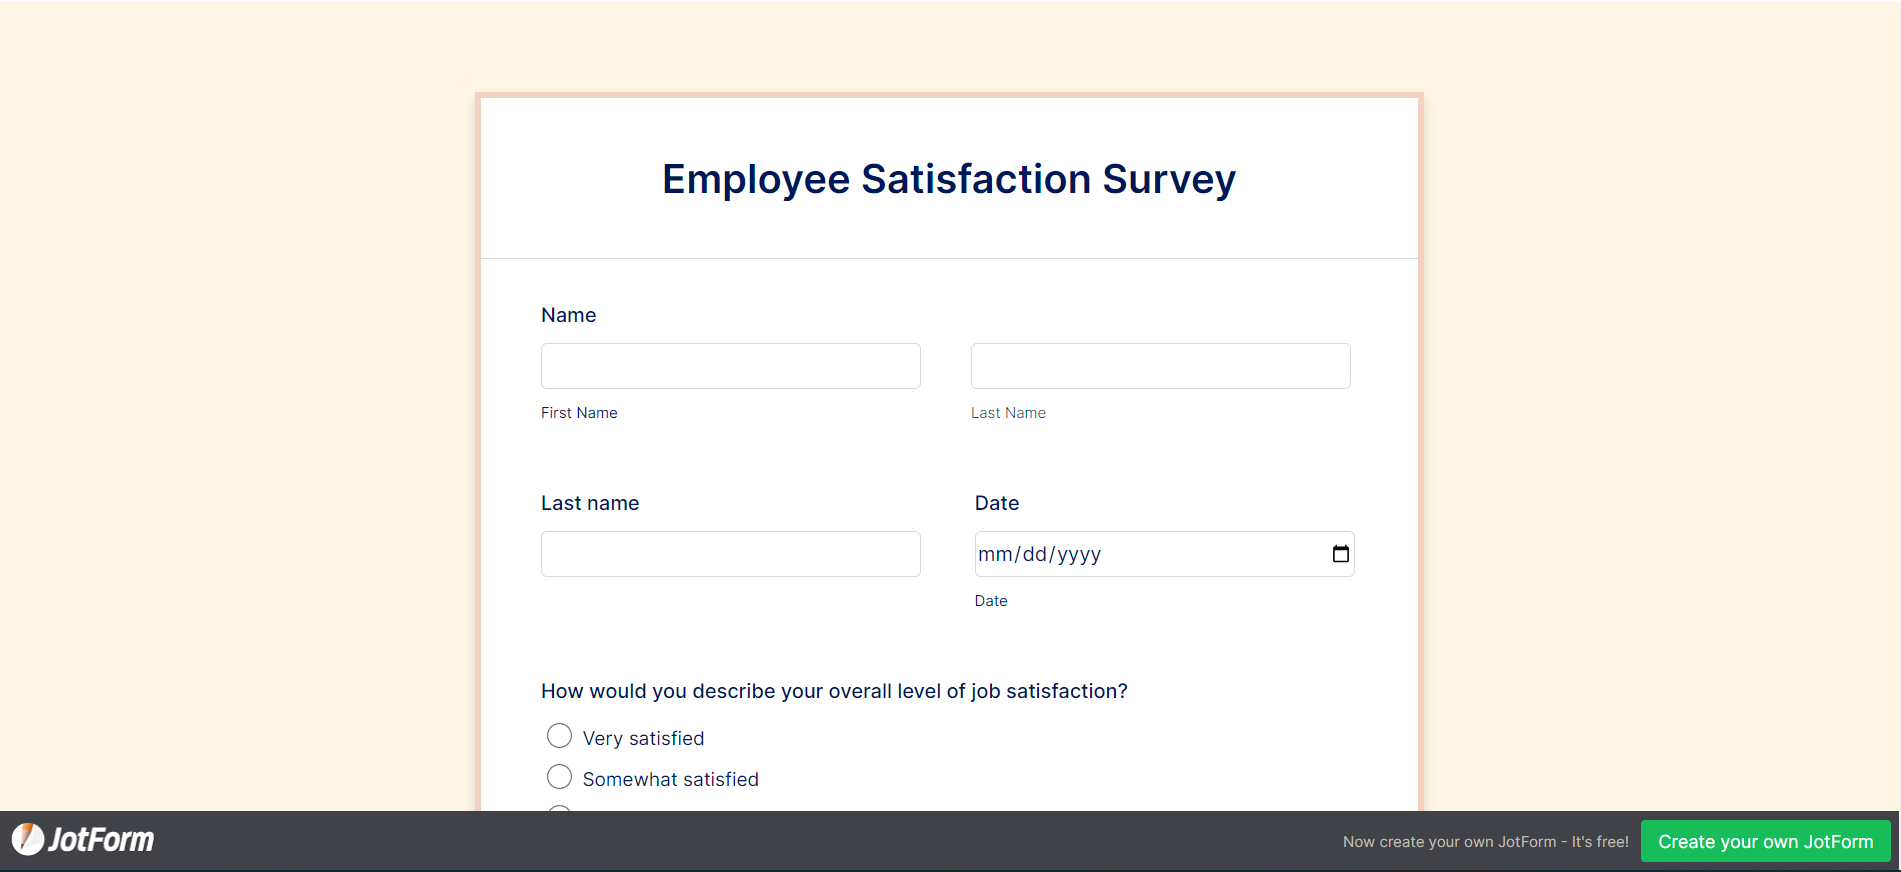 Employee Satisfaction Survey
Name
First Name
Last Name
Last name
Date
mm/dd/yyyy
Date
How would you describe your overall level of job satisfaction?
Very satisfied
Somewhat satisfied
JotForm
Now create your own JotForm - It's free!
Create your own JotForm